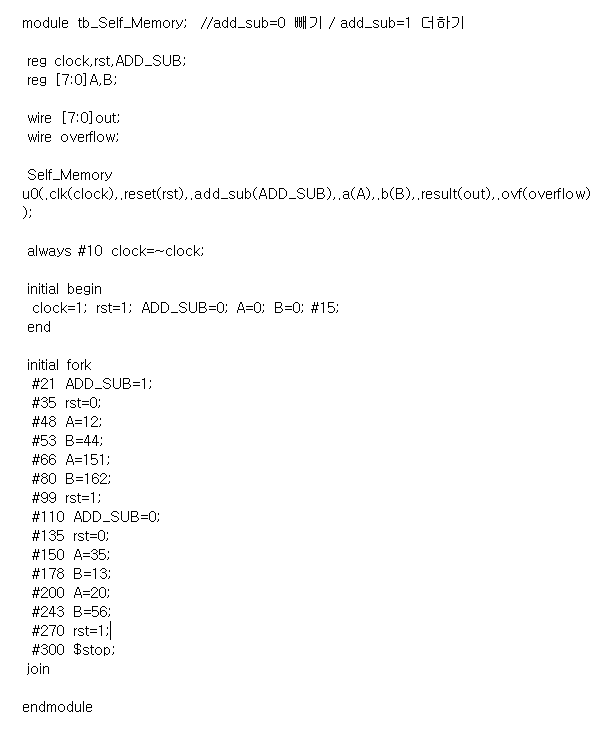 module tb_Self_Memory; //add_sub=0 빼기 / add_sub=1 더하기
reg clock,rst,ADD_SUB;
reg [7:0]A,B;
wire [7:0]out;
wire overflow;
Self_Memory
u0(.clk(clock),.reset(rst),.add_sub(ADD_SUB),.a(A),.b(B),.result(out),.ovf(overflow)
);
always #10 clock=~clock;
initial begin
clock=1; rst=1; ADD_SUB=0; A=0; B=0; #15;
end
initial fork
#21 ADD_SUB=1;
#35 rst=0;
#48 A=12;
#53 B=44;
#66 A=151;
#80 B=162;
#99 rst=1;
#110 ADD_SUB=0;
#135 rst=0;
#150 A=35;
#178 B=13;
#200 A=20;
#243 B=56;
#270 rst=1;
#300 $stop;
join
endmodule